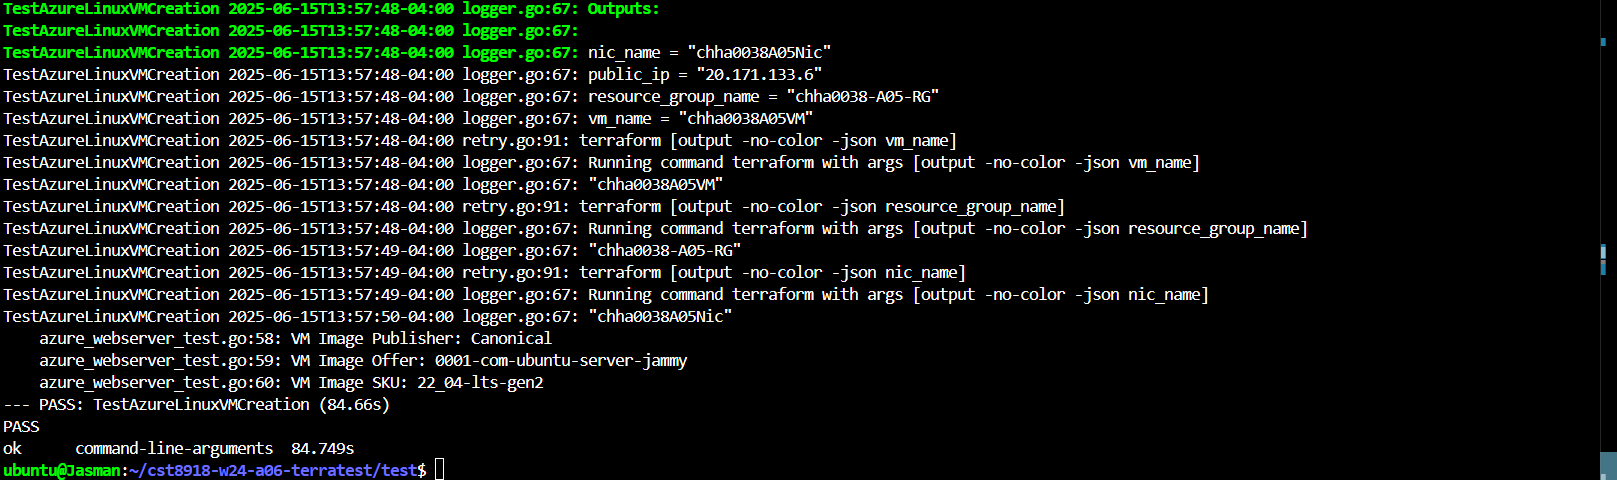 TestAzureLinuxVMCreation 2025-06-15T13:57:48-04:00 logger.go:67: Outputs:
TestAzureLinuxVMCreation 2025-06-15T13:57:48-04:00 logger.go:67:
TestAzureLinuxVMCreation 2025-06-15T13:57:48-04:00 logger.go:67: nic_name = "chha0038A05Nic"
TestAzureLinuxVMCreation 2025-06-15T13:57:48-04:00 logger.go:67: public_ip = "20.171.133.6"
TestAzureLinuxVMCreation 2025-06-15T13:57:48-04:00 logger.go:67: resource_group_name = "chha0038-A05-RG"
TestAzureLinuxVMCreation 2025-06-15T13:57:48-04:00 logger.go:67: vm_name = "chha0038A05VM"
TestAzureLinuxVMCreation 2025-06-15T13:57:48-04:00 retry.go:91: terraform [output -no-color -json vm_name]
TestAzureLinuxVMCreation 2025-06-15T13:57:48-04:00 logger.go:67: Running command terraform with args [output -no-color -json vm_name]
TestAzureLinuxVMCreation 2025-06-15T13:57:48-04:00 logger.go:67: "chha0038A05VM"
TestAzureLinuxVMCreation 2025-06-15T13:57:48-04:00 retry.go:91: terraform [output -no-color -json resource_group_name]
TestAzureLinuxVMCreation 2025-06-15T13:57:48-04:00 logger.go:67: Running command terraform with args [output -no-color -json resource_group_name]
TestAzureLinuxVMCreation 2025-06-15T13:57:49-04:00 logger.go:67: "chha0038-A05-RG"
TestAzureLinuxVMCreation 2025-06-15T13:57:49-04:00 retry.go:91: terraform [output -no-color -json nic_name]
TestAzureLinuxVMCreation 2025-06-15T13:57:49-04:00 logger.go:67: Running command terraform with args [output -no-color -json nic_name]
TestAzureLinuxVMCreation 2025-06-15T13:57:50-04:00 logger.go:67: "chha0038A05Nic"
    azure_webserver_test.go:58: VM Image Publisher: Canonical
    azure_webserver_test.go:59: VM Image Offer: 0001-com-ubuntu-server-jammy
    azure_webserver_test.go:60: VM Image SKU: 22_04-lts-gen2
--- PASS: TestAzureLinuxVMCreation (84.66s)
PASS
ok      command-line-arguments  84.749s
ubuntu@Jasman:~/cst8918-w24-a06-terratest/test$